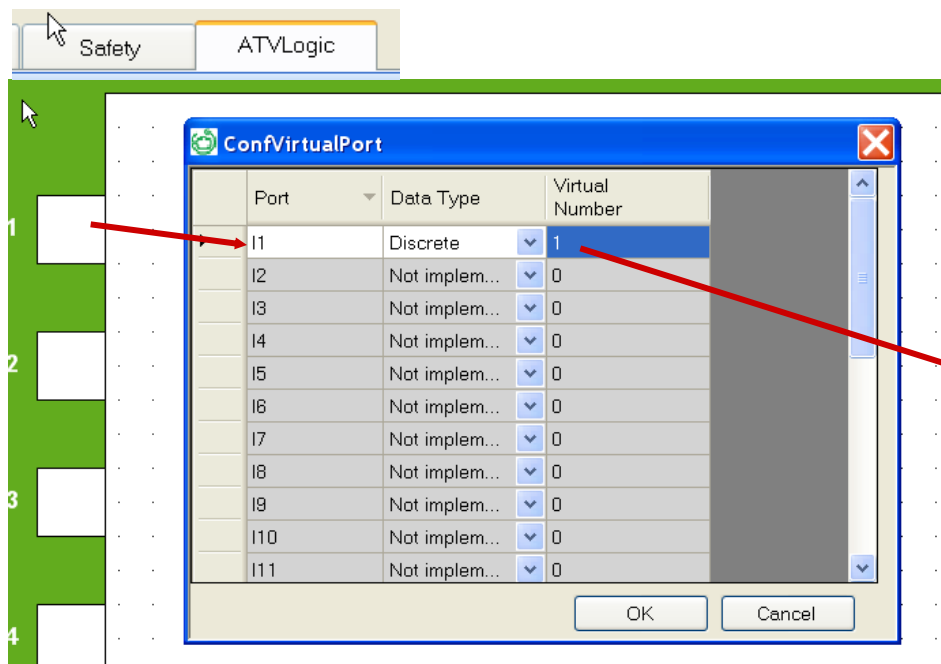 Safety ATVLogic
ConfVirtualPort
Port Data Type Virtual Number
1
I1 Discrete 1
I2 Not implem... 0
I3 Not implem... 0
I4 Not implem... 0
2
I5 Not implem... 0
I6 Not implem... 0
I7 Not implem... 0
I8 Not implem... 0
3
I9 Not implem... 0
I10 Not implem... 0
I11 Not implem... 0
OK Cancel
4